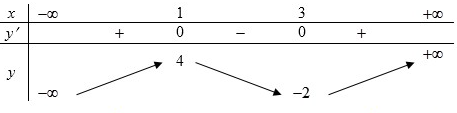 x −∞ 1 3 +∞
y′ + 0 − 0 +
+∞
4
y
−∞ −2